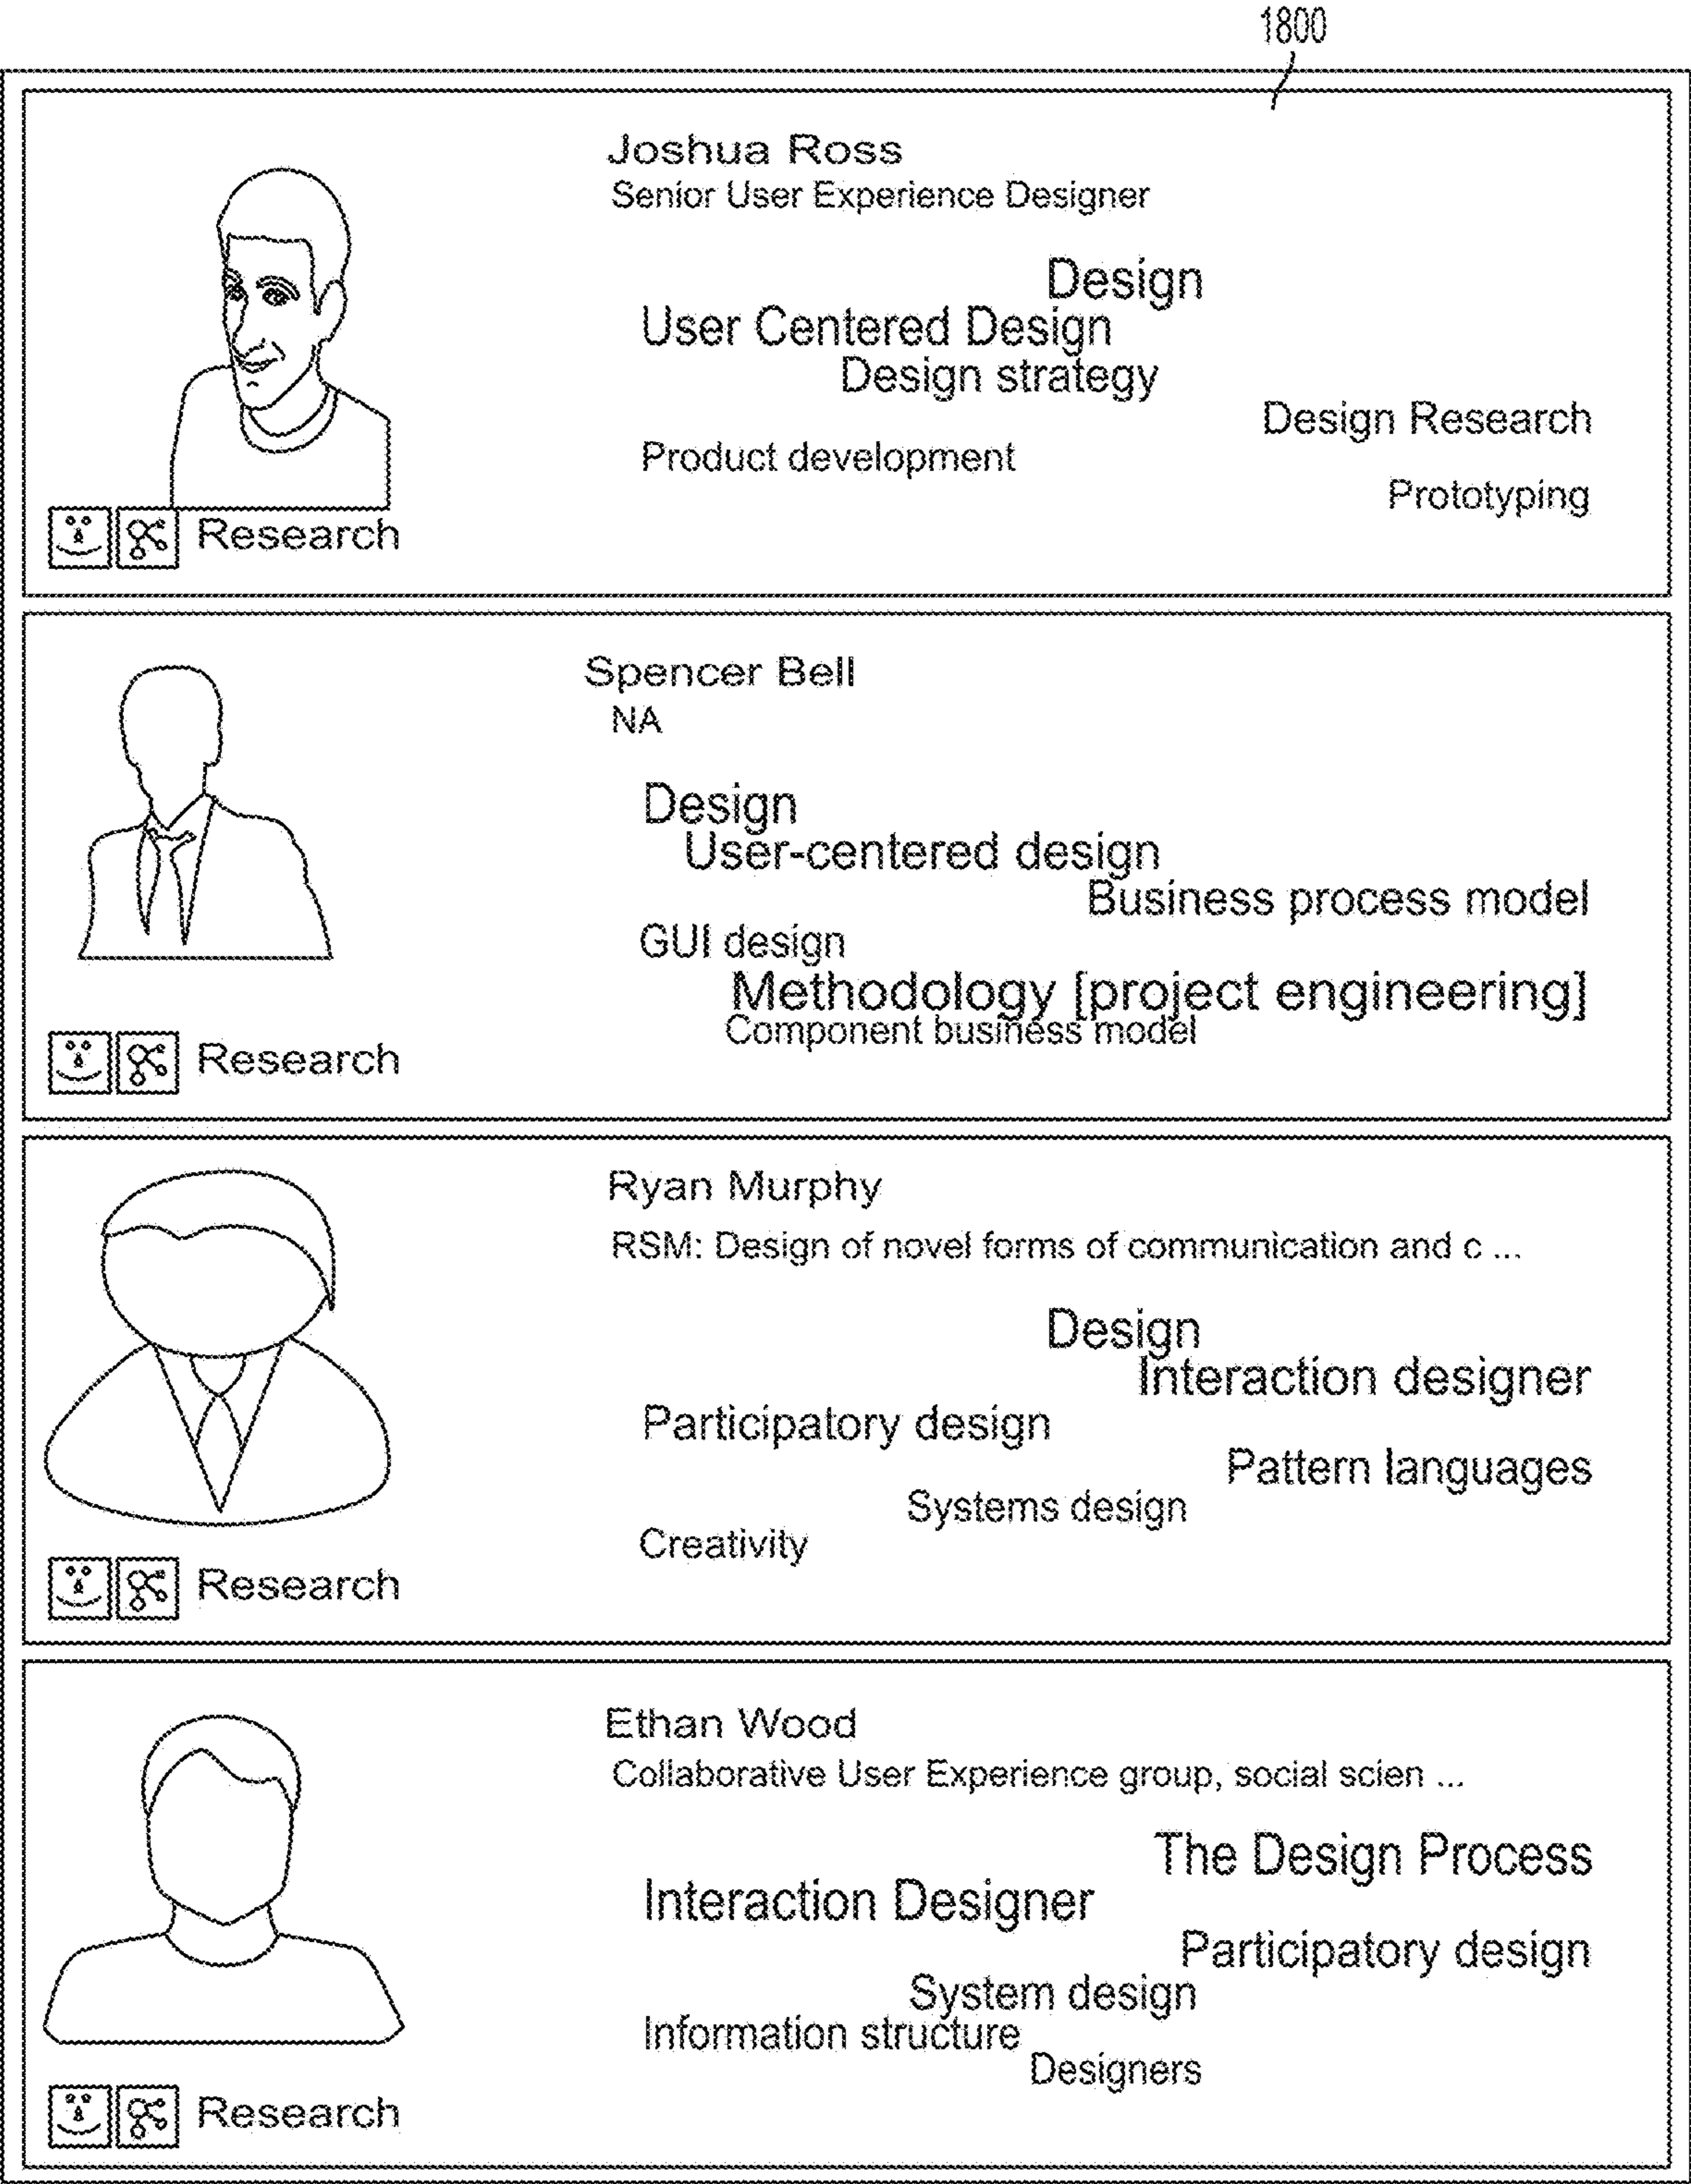 1800
Joshua Ross
Senior User Experience Designer
Design
User Centered Design
Design strategy
Design Research
Product development
Prototyping
Research
Spencer Bell
NA
Design
User-centered design
Business process model
GUI design
Methodology [project engineering]
Component business model
Research
Ryan Murphy
RSM: Design of novel forms of communication and c ...
Design
Interaction designer
Participatory design
Pattern languages
Systems design
Creativity
Research
Ethan Wood
Collaborative User Experience group, social scien ...
The Design Process
Interaction Designer
Participatory design
System design
Information structure
Designers
Research